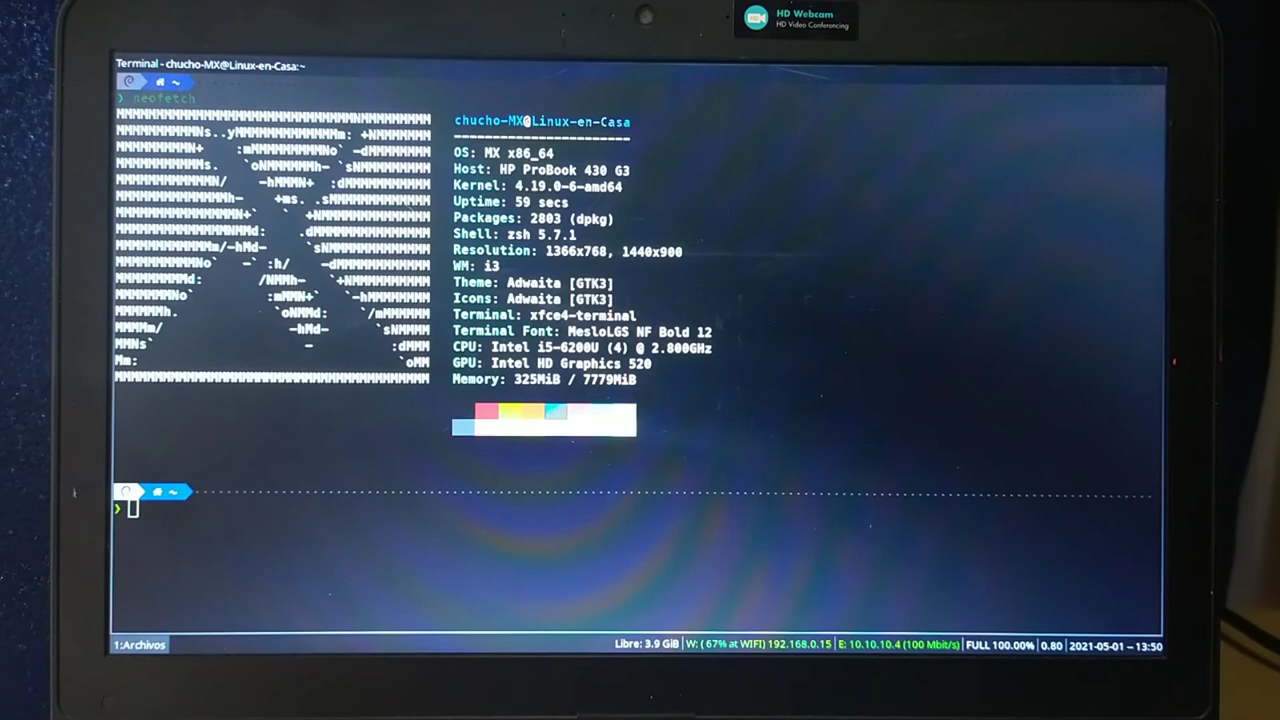 HD Webcam
HD Video Conferencing
Terminal - chucho-MX@Linux-en-Casa:~
~
❯ neofetch
chucho-MX@Linux-en-Casa
-----------------------
OS: MX x86_64
Host: HP ProBook 430 G3
Kernel: 4.19.0-6-amd64
Uptime: 59 secs
Packages: 2803 (dpkg)
Shell: zsh 5.7.1
Resolution: 1366x768, 1440x900
WM: i3
Theme: Adwaita [GTK3]
Icons: Adwaita [GTK3]
Terminal: xfce4-terminal
Terminal Font: MesloLGS NF Bold 12
CPU: Intel i5-6200U (4) @ 2.800GHz
GPU: Intel HD Graphics 520
Memory: 325MiB / 7779MiB
~
❯
1:Archivos
Libre: 3.9 GiB | W: ( 67% at WIFI) 192.168.0.15 | E: 10.10.10.4 (100 Mbit/s) | FULL 100.00% | 0.80 | 2021-05-01 – 13:50